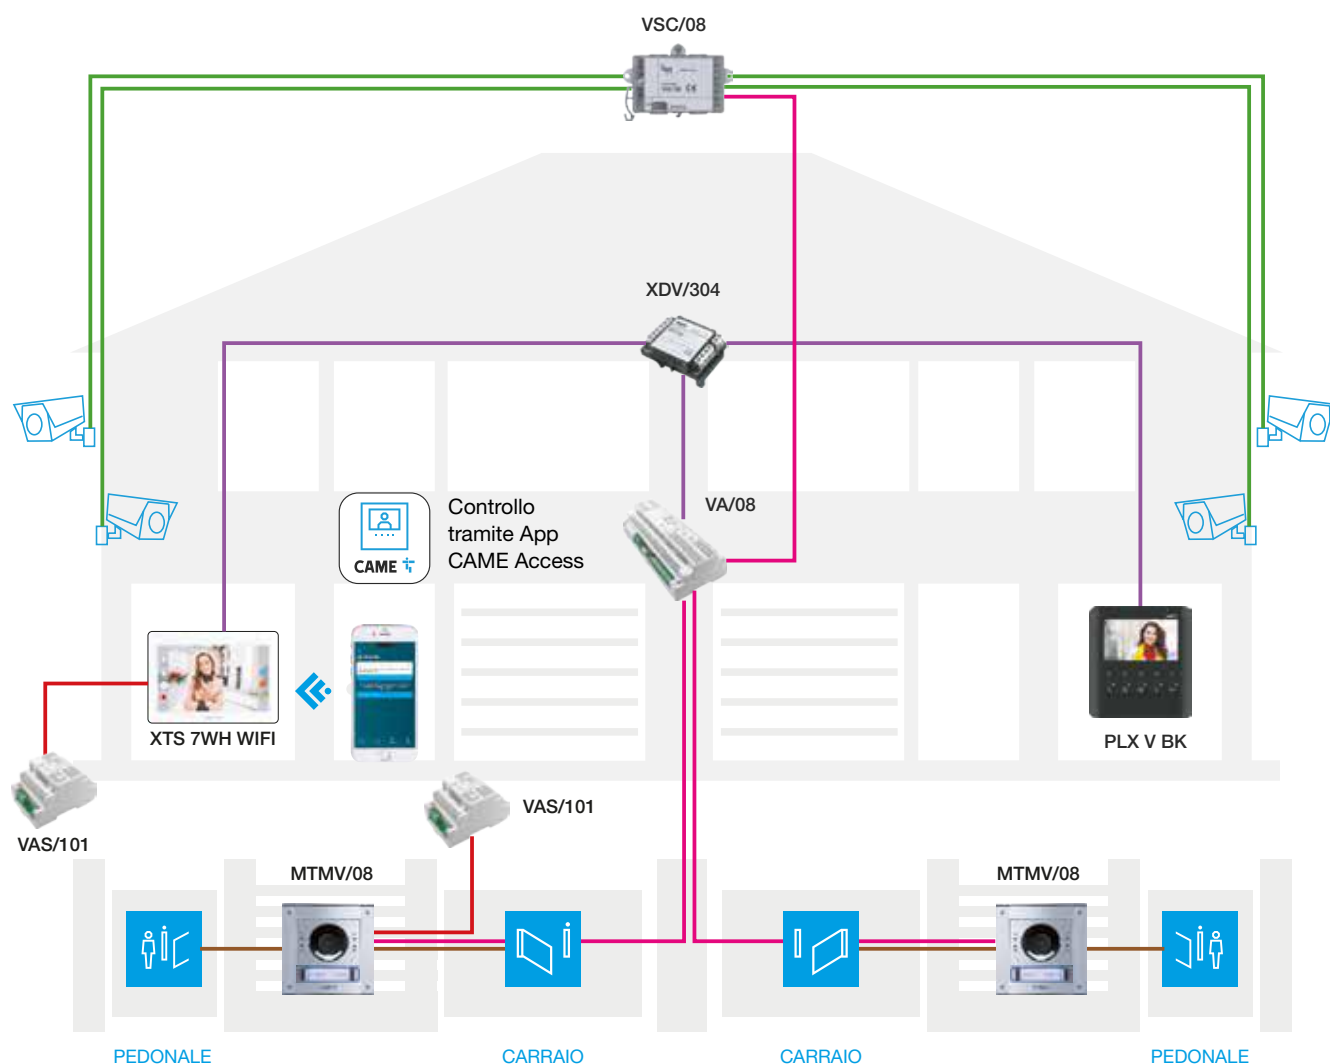 VSC/08
XDV/304
VA/08
Controllo
tramite App
CAME Access
CAME
XTS 7WH WIFI
PLX V BK
VAS/101
VAS/101
MTMV/08
MTMV/08
PEDONALE
CARRAIO
CARRAIO
PEDONALE